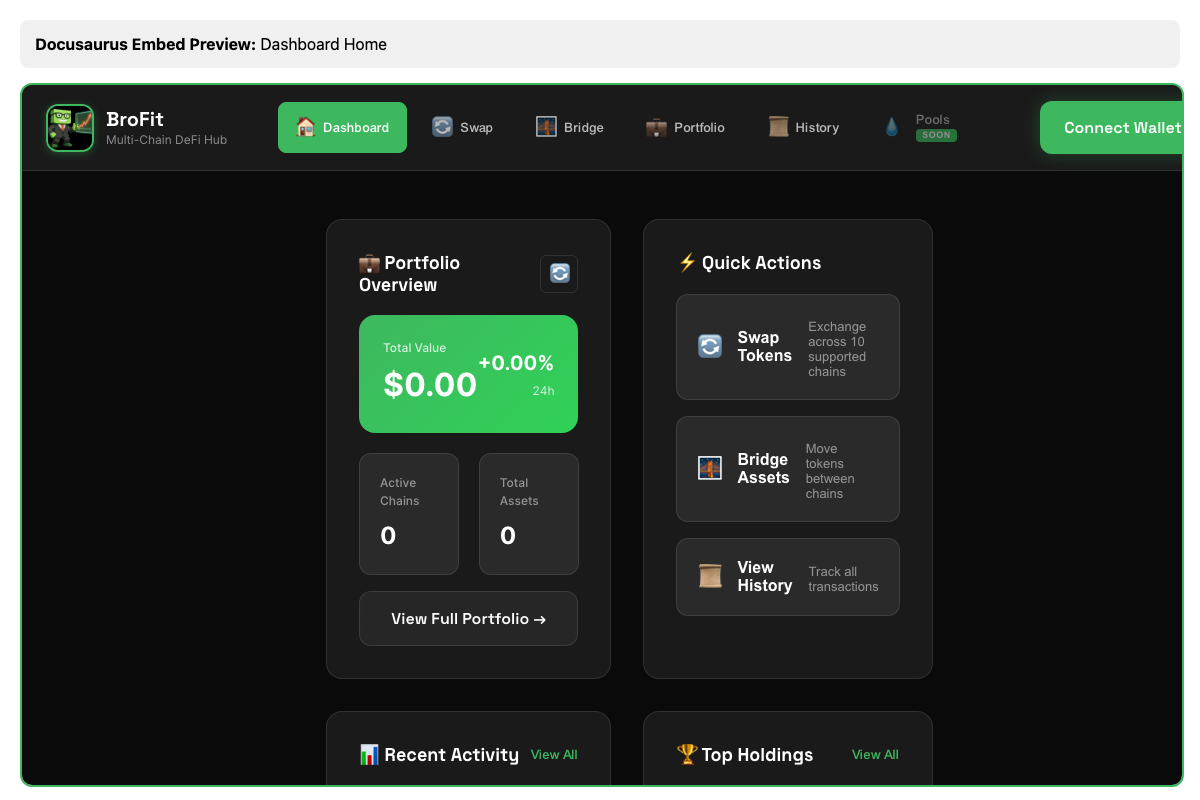 Docusaurus Embed Preview: Dashboard Home
BroFit
Multi-Chain DeFi Hub
Dashboard
Swap
Bridge
Portfolio
History
Pools
SOON
Connect Wallet
Portfolio
Overview
Total Value
$0.00
+0.00%
24h
Active
Chains
0
Total
Assets
0
View Full Portfolio →
Quick Actions
Swap
Tokens
Exchange
across 10
supported
chains
Bridge
Assets
Move
tokens
between
chains
View
History
Track all
transactions
Recent Activity
View All
Top Holdings
View All